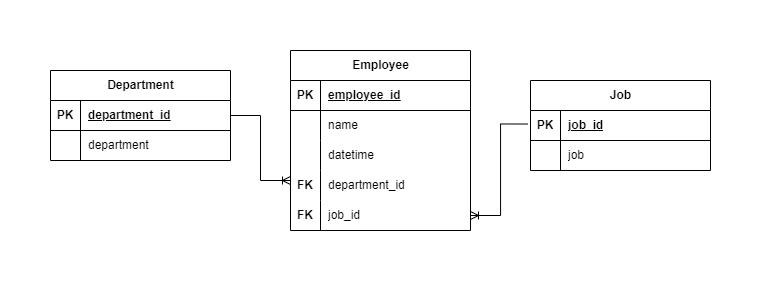 Department
PK department_id
department
Employee
PK employee_id
name
datetime
FK department_id
FK job_id
Job
PK job_id
job